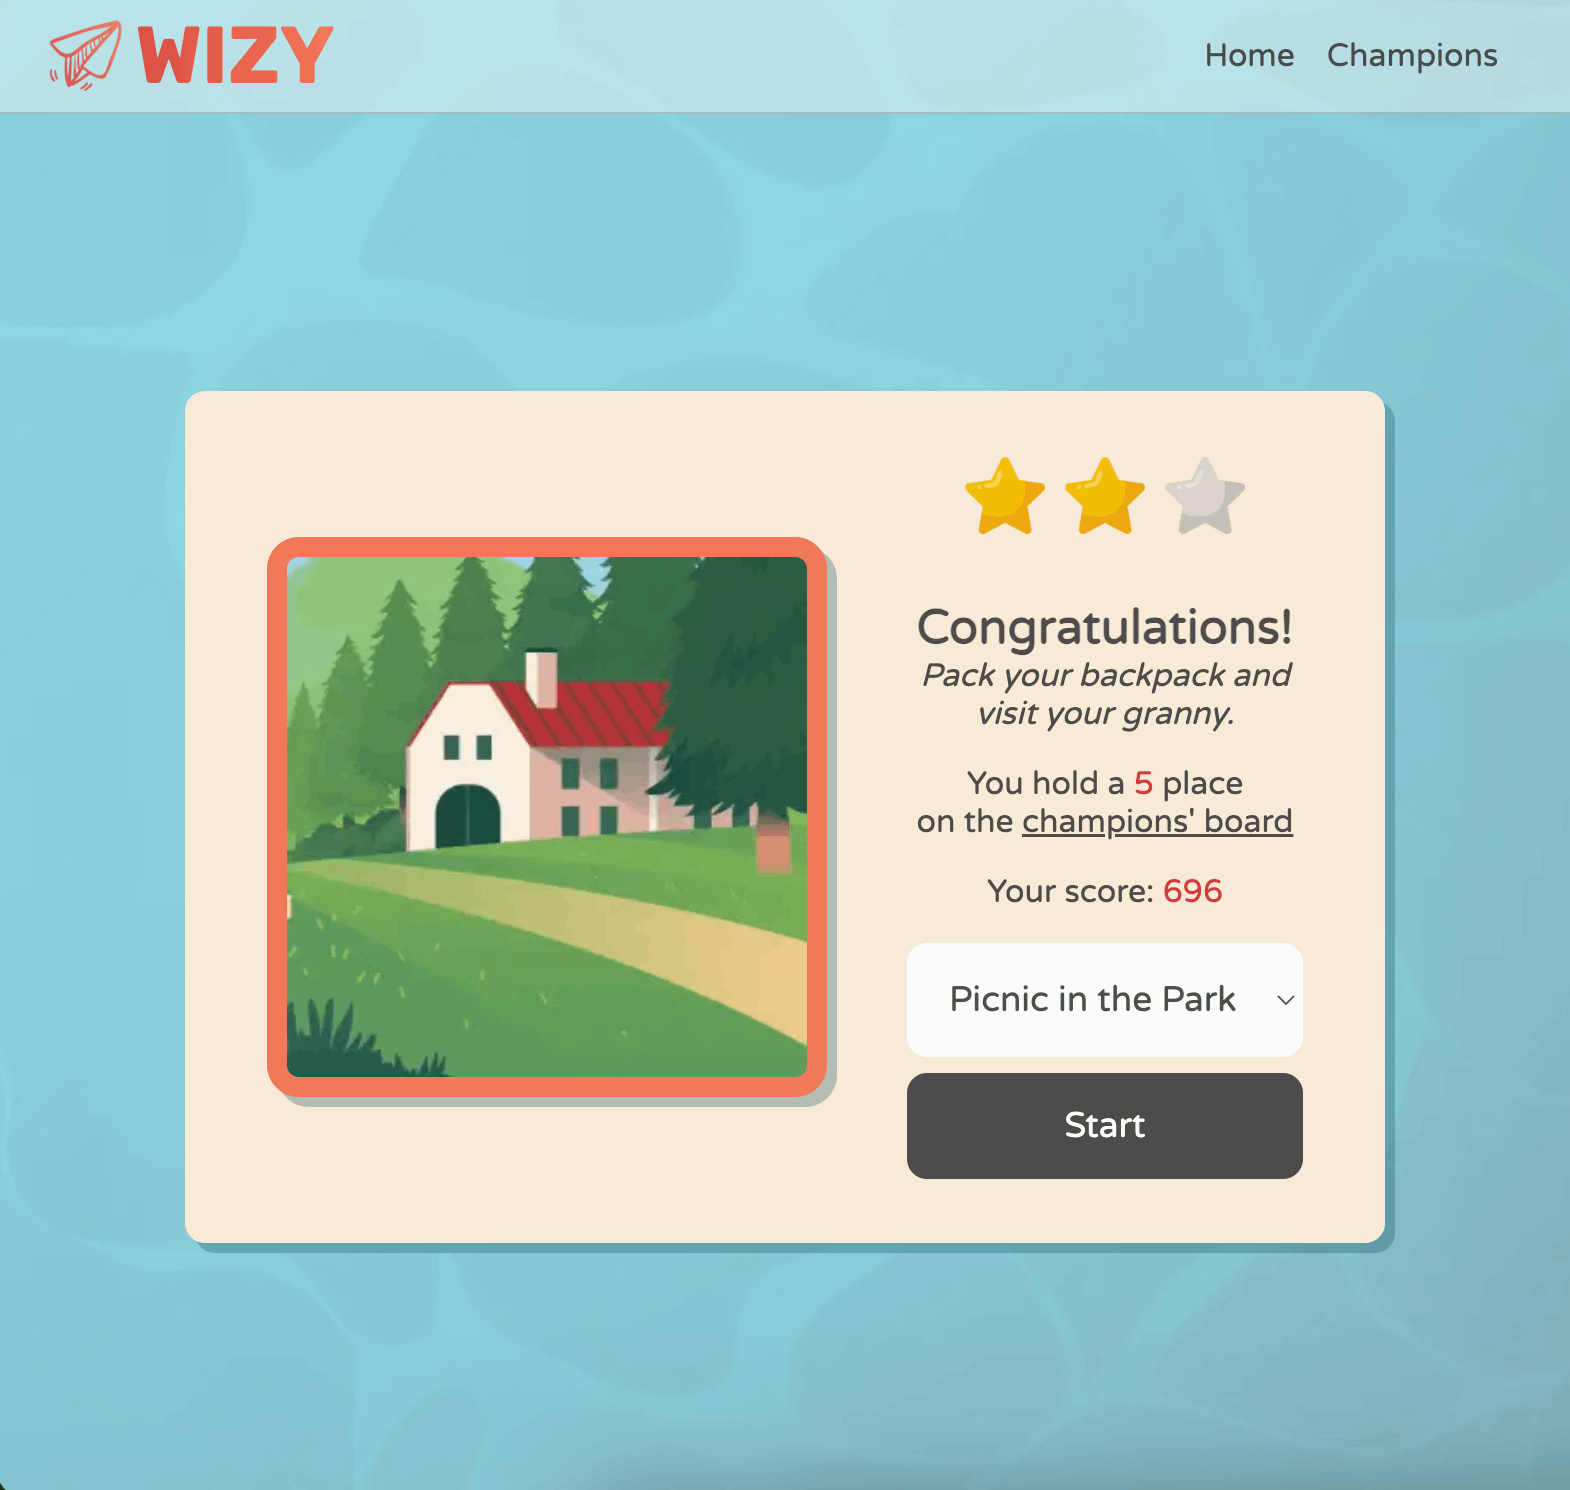 WIZY
Home Champions
Congratulations!
Pack your backpack and
visit your granny.
You hold a 5 place
on the champions' board
Your score: 696
Picnic in the Park
Start